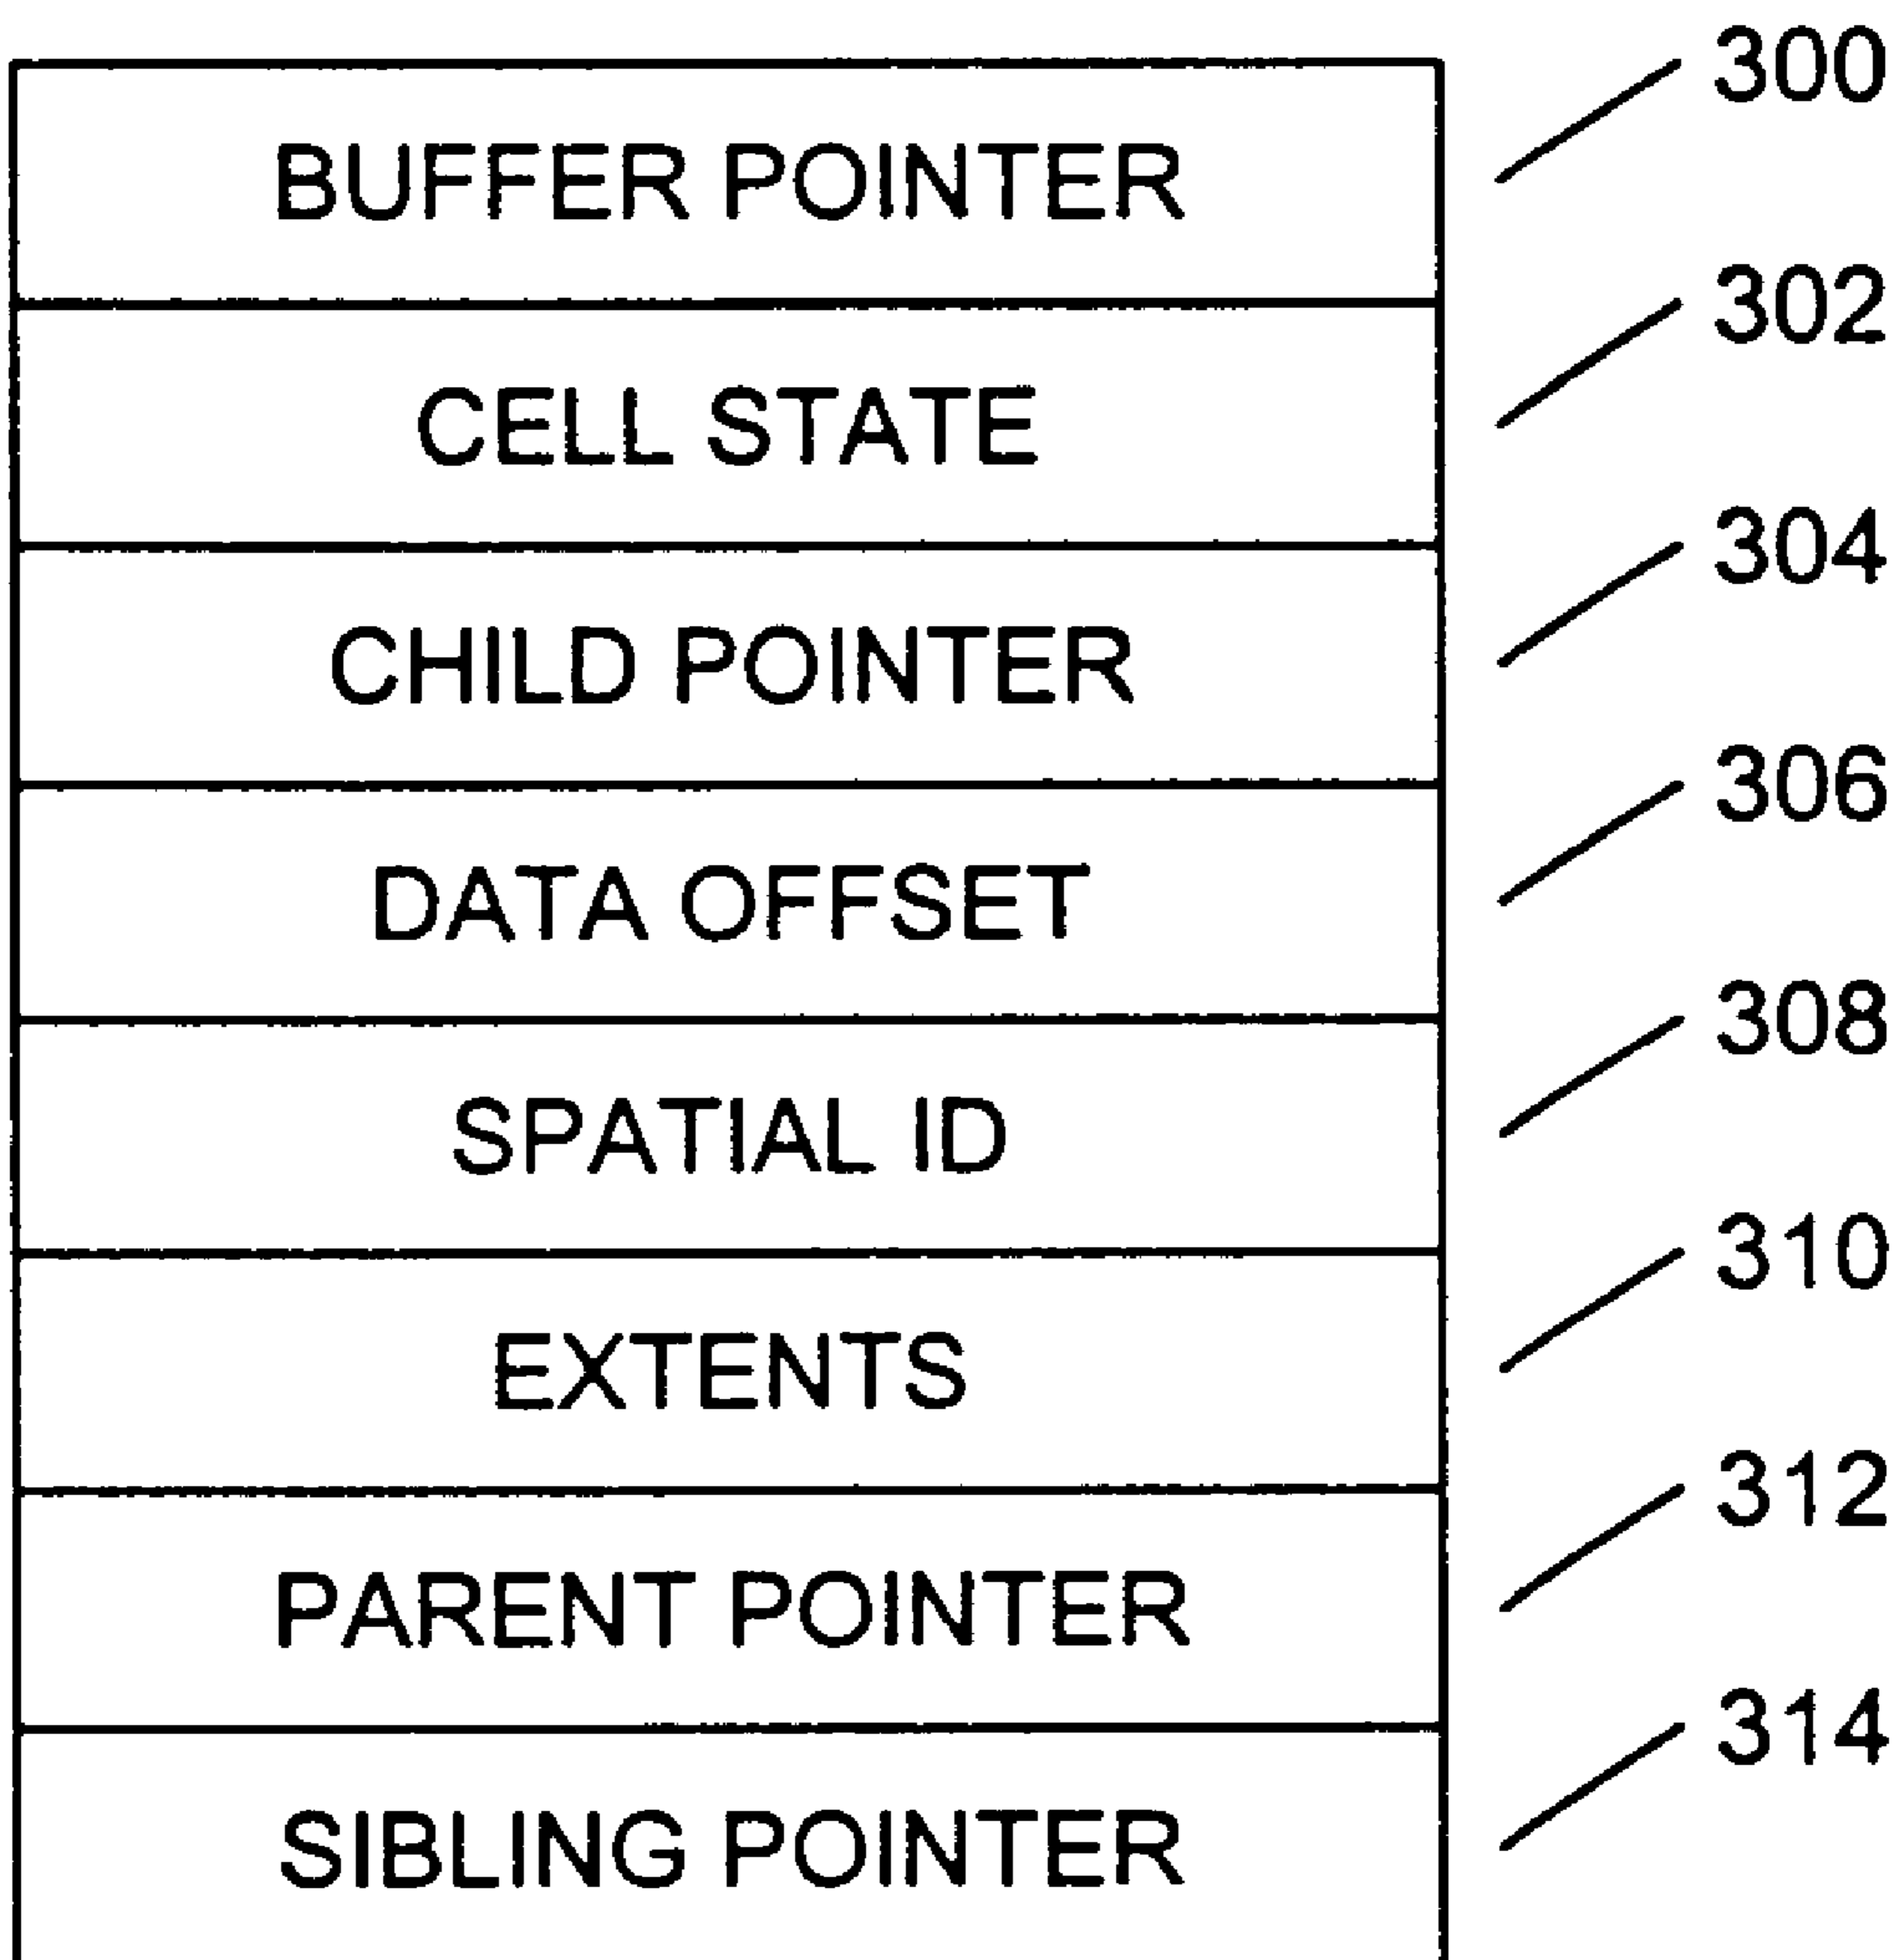 300
BUFFER POINTER
302
CELL STATE
304
CHILD POINTER
306
DATA OFFSET
308
SPATIAL ID
310
EXTENTS
312
PARENT POINTER
314
SIBLING POINTER